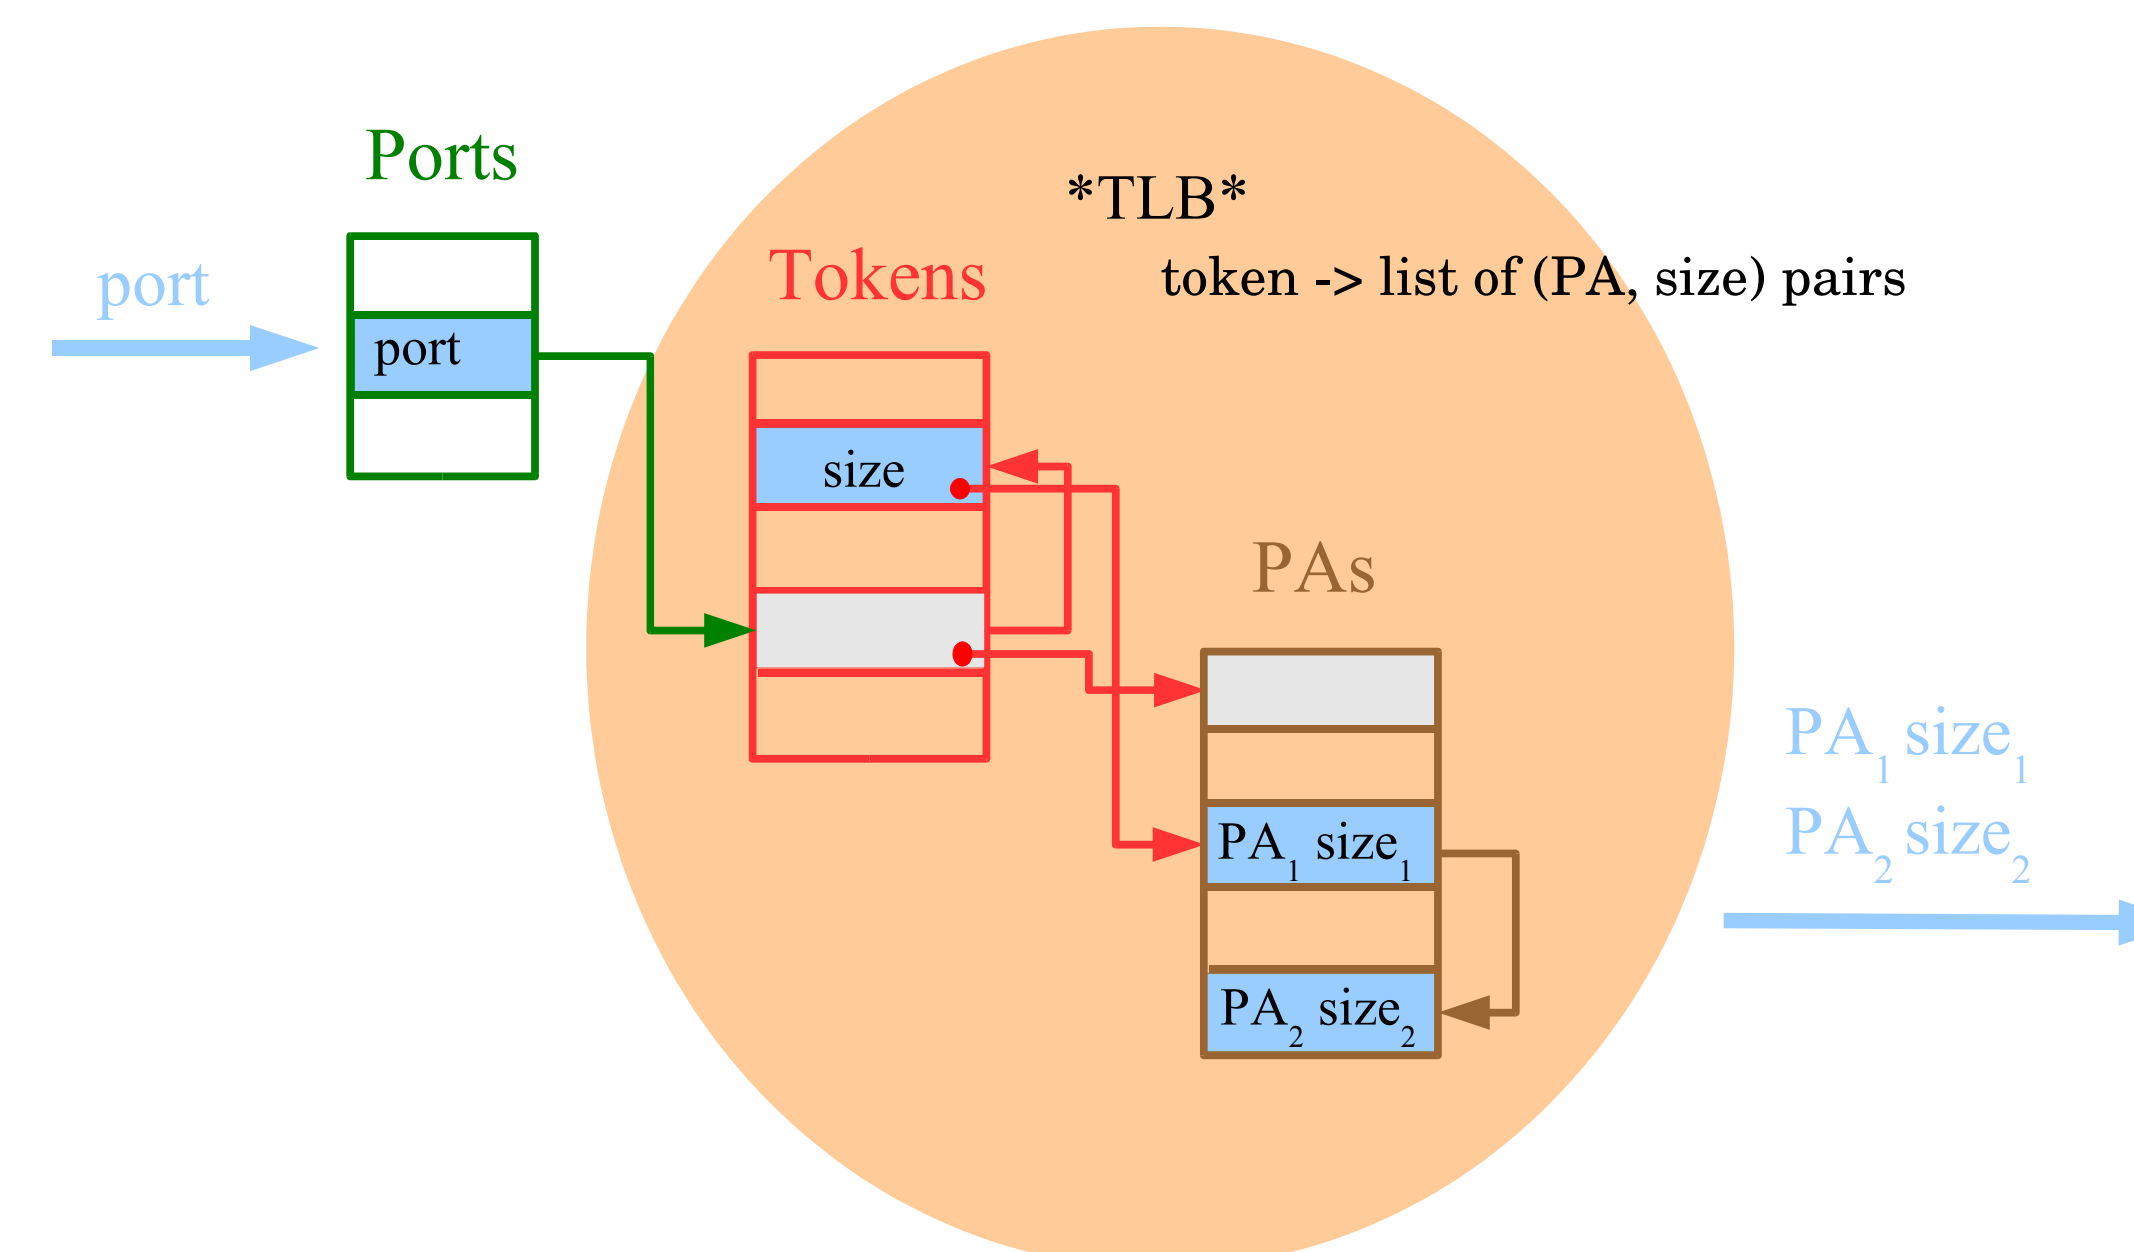 Ports
*TLB*
Tokens
token -> list of (PA, size) pairs
port
port
size
PAs
PA₁ size₁
PA₂ size₂
PA₁ size₁
PA₂ size₂